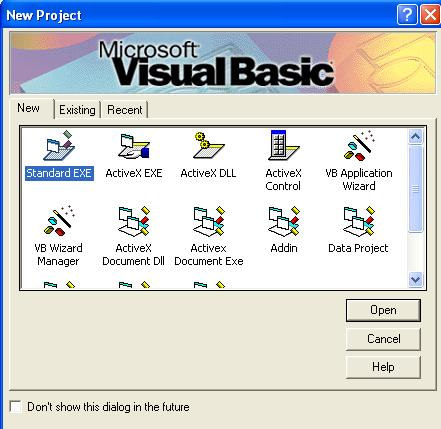 New Project
Microsoft
Visual Basic
New Existing Recent
Standard EXE
ActiveX EXE
ActiveX DLL
ActiveX
Control
VB Application
Wizard
VB Wizard
Manager
ActiveX
Document Dll
Activex
Document Exe
Addin
Data Project
Open
Cancel
Help
Don't show this dialog in the future